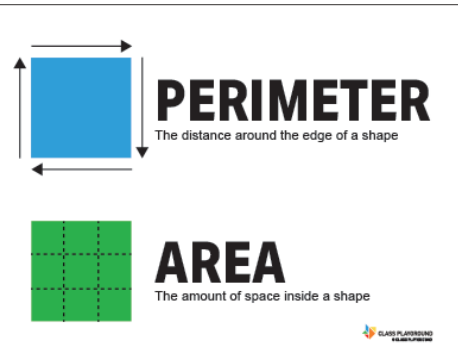 PERIMETER
The distance around the edge of a shape
AREA
The amount of space inside a shape
CLASS PLAYGROUND